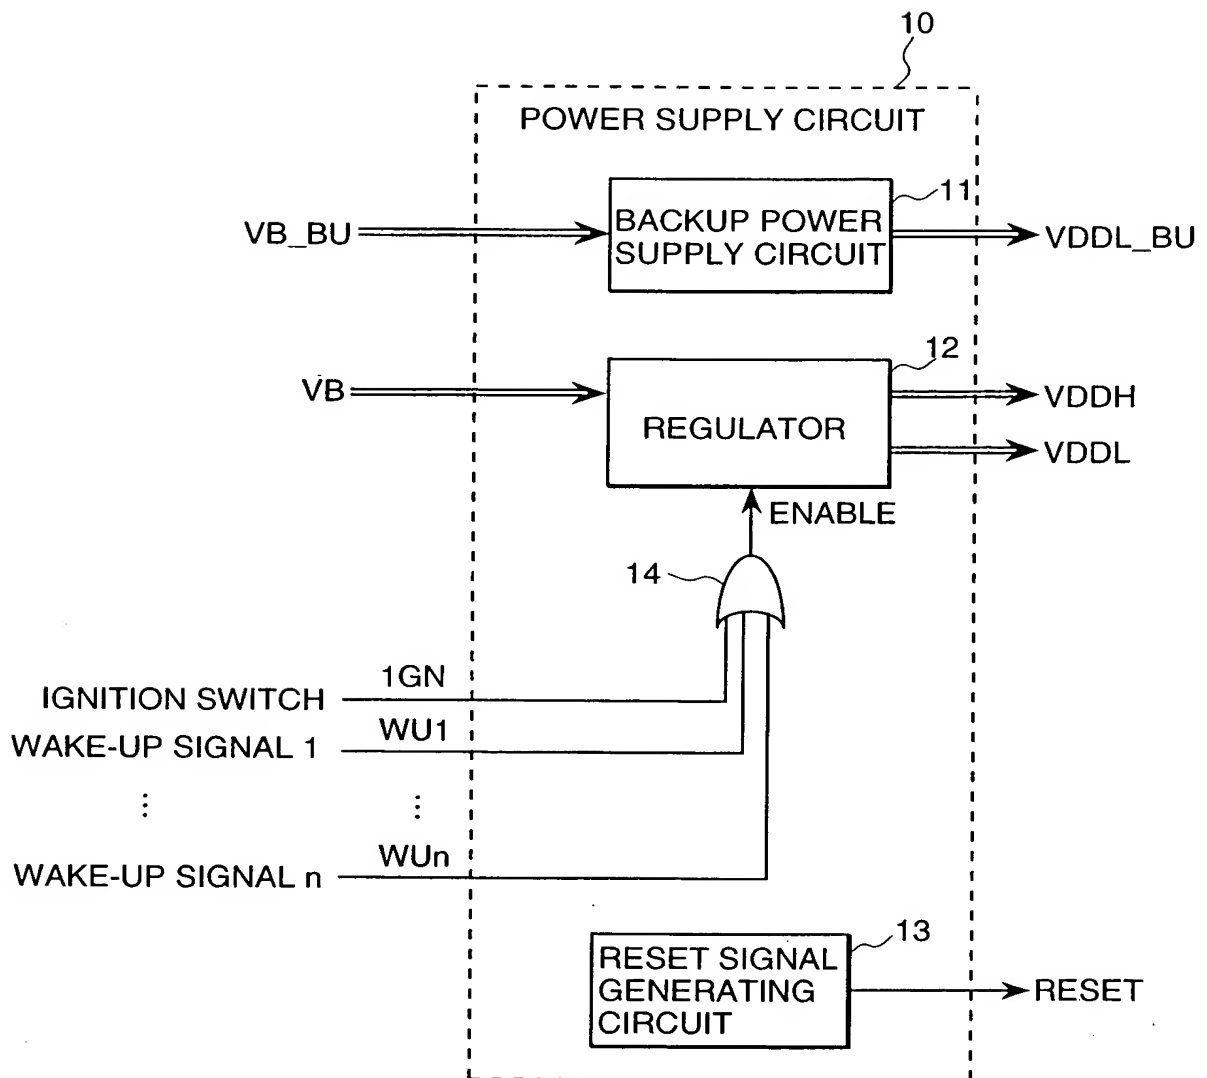 10
POWER SUPPLY CIRCUIT
11
VB_BU
BACKUP POWER
SUPPLY CIRCUIT
VDDL_BU
12
VB
REGULATOR
VDDH
VDDL
ENABLE
14
IGNITION SWITCH
1GN
WAKE-UP SIGNAL 1
WU1
⋮
⋮
WAKE-UP SIGNAL n
WUn
13
RESET SIGNAL
GENERATING
CIRCUIT
RESET